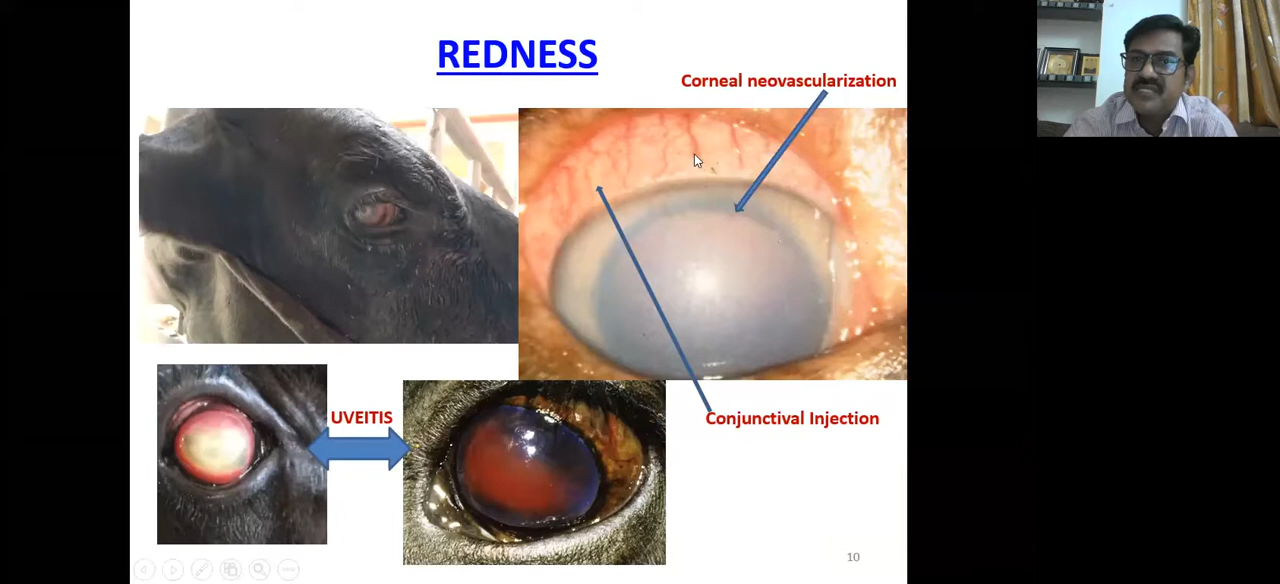 REDNESS
Corneal neovascularization
UVEITIS
Conjunctival Injection
10